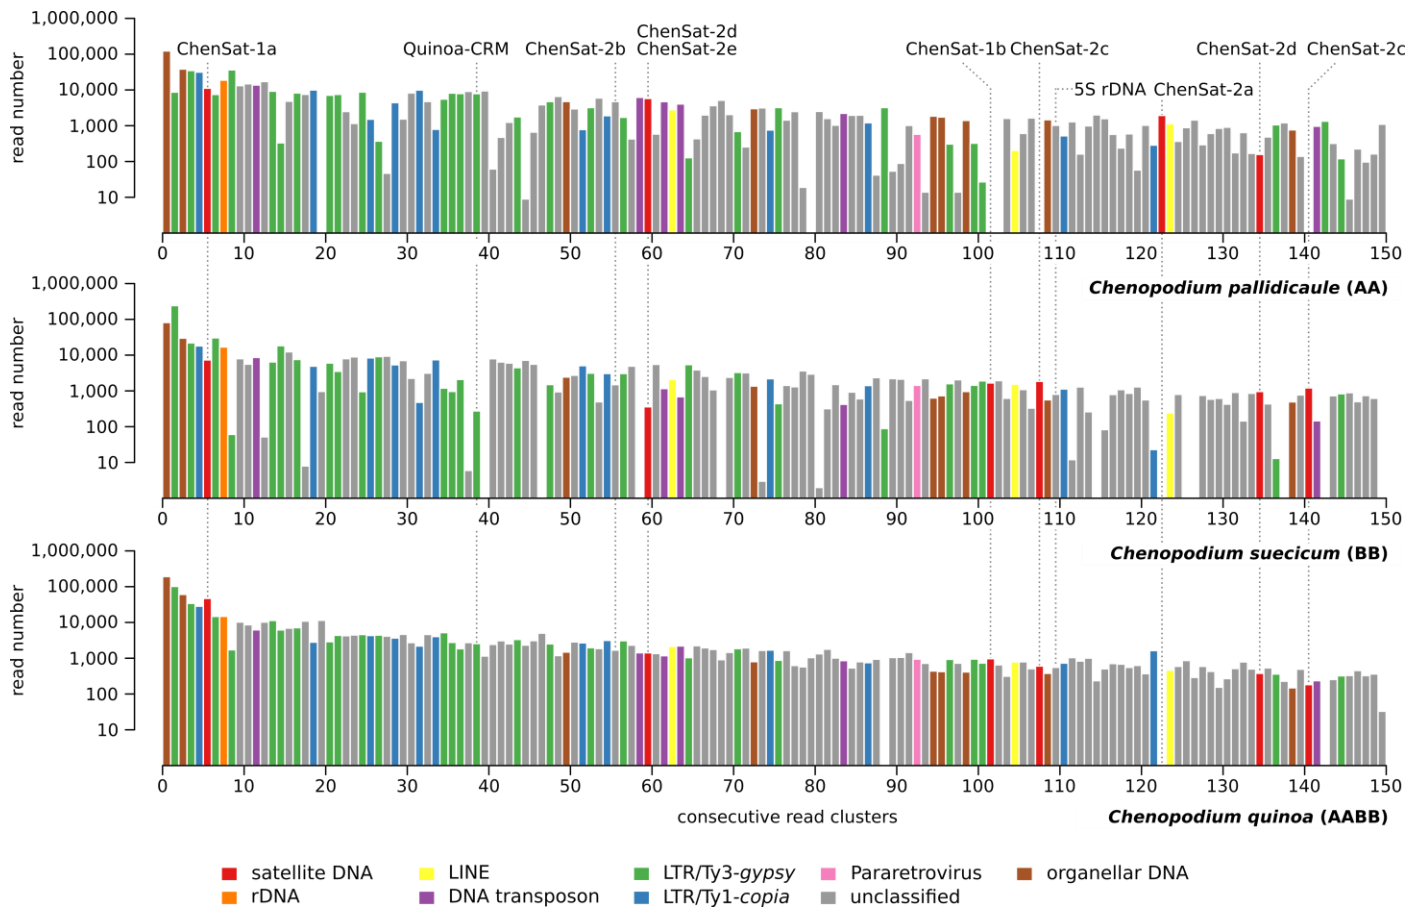 1,000,000
100,000
10,000
1,000
100
10
read number
ChenSat-1a
Quinoa-CRM
ChenSat-2b
ChenSat-2d
ChenSat-2e
ChenSat-1b
ChenSat-2c
5S rDNA
ChenSat-2a
ChenSat-2d
ChenSat-2c
0 10 20 30 40 50 60 70 80 90 100 110 120 130 140 150
Chenopodium pallidicaule (AA)
1,000,000
100,000
10,000
1,000
100
10
read number
0 10 20 30 40 50 60 70 80 90 100 110 120 130 140 150
Chenopodium suecicum (BB)
1,000,000
100,000
10,000
1,000
100
10
read number
0 10 20 30 40 50 60 70 80 90 100 110 120 130 140 150
consecutive read clusters
Chenopodium quinoa (AABB)
satellite DNA
LINE
LTR/Ty3-gypsy
Pararetrovirus
organellar DNA
rDNA
DNA transposon
LTR/Ty1-copia
unclassified